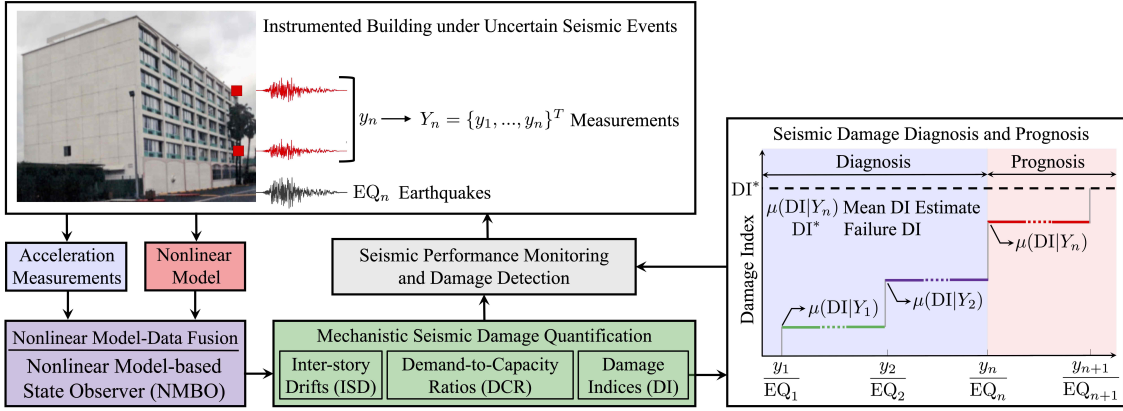 Instrumented Building under Uncertain Seismic Events
y_n → Y_n = {y_1, ..., y_n}^T Measurements
EQ_n Earthquakes
Acceleration
Measurements
Nonlinear
Model
Nonlinear Model-Data Fusion
Nonlinear Model-based
State Observer (NMBO)
Seismic Performance Monitoring
and Damage Detection
Mechanistic Seismic Damage Quantification
Inter-story
Drifts (ISD)
Demand-to-Capacity
Ratios (DCR)
Damage
Indices (DI)
Seismic Damage Diagnosis and Prognosis
Diagnosis
Prognosis
DI*
μ(DI|Y_n) Mean DI Estimate
DI* Failure DI
Damage Index
μ(DI|Y_1)
μ(DI|Y_2)
μ(DI|Y_n)
y_1
EQ_1
y_2
EQ_2
y_n
EQ_n
y_{n+1}
EQ_{n+1}